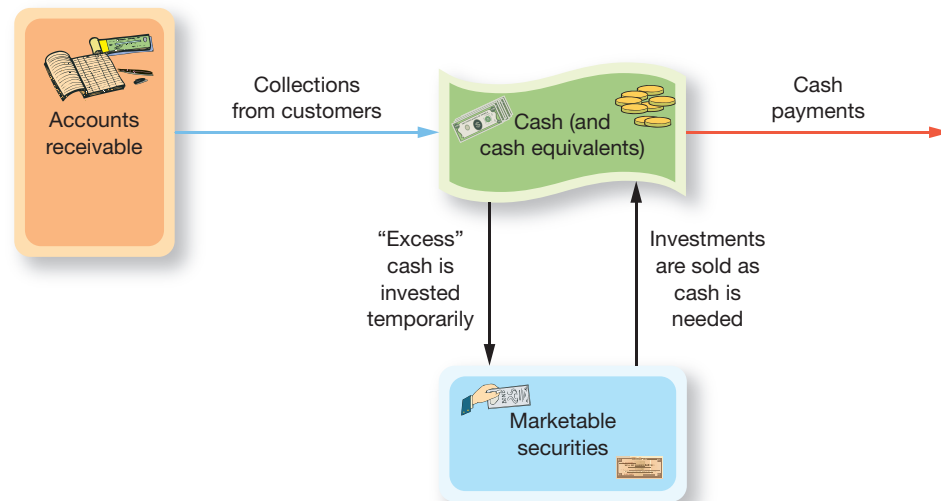 Accounts
receivable
Collections
from customers
Cash (and
cash equivalents)
Cash
payments
“Excess”
cash is
invested
temporarily
Investments
are sold as
cash is
needed
Marketable
securities